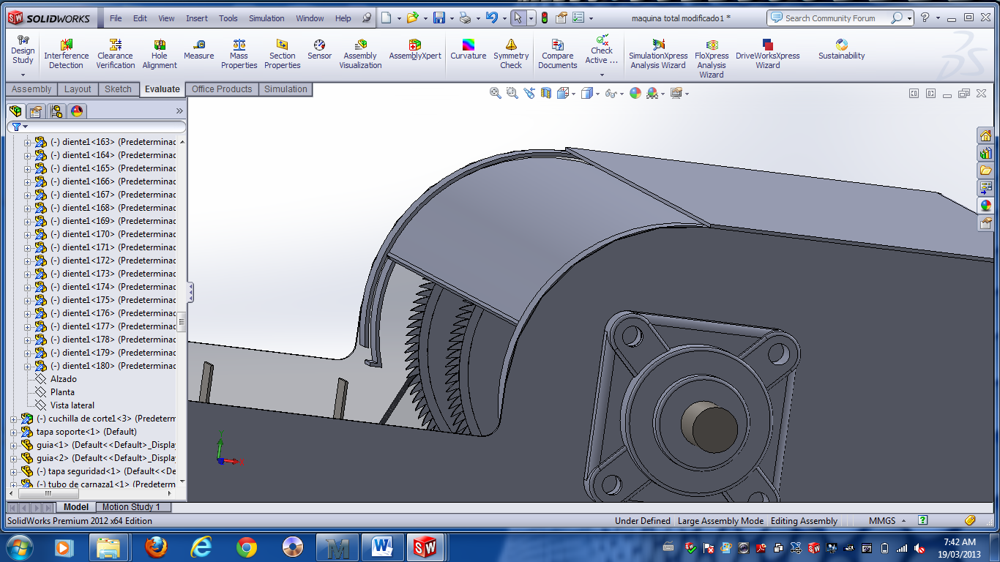 SOLIDWORKS File Edit View Insert Tools Simulation Window Help maquina total modificado1 * Search Community Forum
Design Study
Interference Detection
Clearance Verification
Hole Alignment
Measure
Mass Properties
Section Properties
Sensor
Assembly Visualization
AssemblyXpert
Curvature
Symmetry Check
Compare Documents
Check Active ...
SimulationXpress Analysis Wizard
FloXpress Analysis Wizard
DriveWorksXpress Wizard
Sustainability
Assembly Layout Sketch Evaluate Office Products Simulation
(-) diente1<163> (Predeterminac
(-) diente1<164> (Predeterminac
(-) diente1<165> (Predeterminac
(-) diente1<166> (Predeterminac
(-) diente1<167> (Predeterminac
(-) diente1<168> (Predeterminac
(-) diente1<169> (Predeterminac
(-) diente1<170> (Predeterminac
(-) diente1<171> (Predeterminac
(-) diente1<172> (Predeterminac
(-) diente1<173> (Predeterminac
(-) diente1<174> (Predeterminac
(-) diente1<175> (Predeterminac
(-) diente1<176> (Predeterminac
(-) diente1<177> (Predeterminac
(-) diente1<178> (Predeterminac
(-) diente1<179> (Predeterminac
(-) diente1<180> (Predeterminac
Alzado
Planta
Vista lateral
(-) cuchilla de corte1<3> (Predeterm
tapa soporte<1> (Default)
guia<1> (Default<<Default>_Displa
guia<2> (Default<<Default>_Displa
(-) tapa seguridad<1> (Default<<De
(-) tubo de carnaza1<1> (Predeterm
Model Motion Study 1
SolidWorks Premium 2012 x64 Edition Under Defined Large Assembly Mode Editing Assembly MMGS
7:42 AM
19/03/2013